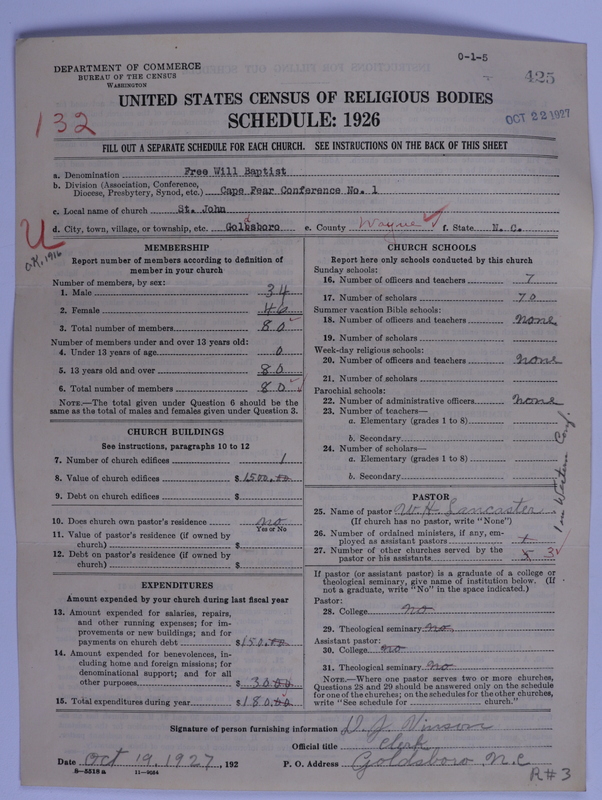 0-1-5
DEPARTMENT OF COMMERCE
BUREAU OF THE CENSUS
WASHINGTON
425
UNITED STATES CENSUS OF RELIGIOUS BODIES
SCHEDULE: 1926
132
OCT 22 1927
FILL OUT A SEPARATE SCHEDULE FOR EACH CHURCH. SEE INSTRUCTIONS ON THE BACK OF THIS SHEET
a. Denomination Free Will Baptist
b. Division (Association, Conference, Diocese, Presbytery, Synod, etc.) Cape Fear Conference No. 1
c. Local name of church St. John
d. City, town, village, or township, etc. Goldsboro e. County Wayne f. State N. C.
U
O.K. 1916
MEMBERSHIP
Report number of members according to definition of
member in your church
Number of members, by sex:
1. Male 34
2. Female 46
3. Total number of members 80
Number of members under and over 13 years old:
4. Under 13 years of age 0
5. 13 years old and over 80
6. Total number of members 80
NOTE.—The total given under Question 6 should be the
same as the total of males and females given under Question 3.
CHURCH BUILDINGS
See instructions, paragraphs 10 to 12
7. Number of church edifices 1
8. Value of church edifices $1500.00
9. Debt on church edifices $
10. Does church own pastor's residence no
Yes or No
11. Value of pastor's residence (if owned by
church) $
12. Debt on pastor's residence (if owned by
church) $
EXPENDITURES
Amount expended by your church during last fiscal year
13. Amount expended for salaries, repairs,
and other running expenses; for im-
provements or new buildings; and for
payments on church debt $150.00
14. Amount expended for benevolences, in-
cluding home and foreign missions; for
denominational support; and for all
other purposes $30.00
15. Total expenditures during year $180.00
CHURCH SCHOOLS
Report here only schools conducted by this church
Sunday schools:
16. Number of officers and teachers 7
17. Number of scholars 70
Summer vacation Bible schools:
18. Number of officers and teachers none
19. Number of scholars
Week-day religious schools:
20. Number of officers and teachers none
21. Number of scholars
Parochial schools:
22. Number of administrative officers none
23. Number of teachers—
a. Elementary (grades 1 to 8)
b. Secondary
24. Number of scholars—
a. Elementary (grades 1 to 8)
b. Secondary
1 in Western Conf.
PASTOR
25. Name of pastor W. H. Lancaster
(If church has no pastor, write "None")
26. Number of ordained ministers, if any, em-
ployed as assistant pastors
27. Number of other churches served by the
pastor or his assistants 3
If pastor (or assistant pastor) is a graduate of a college or
theological seminary, give name of institution below. (If
not a graduate, write "No" in the space indicated.)
Pastor:
28. College no
29. Theological seminary no
Assistant pastor:
30. College no
31. Theological seminary no
NOTE.—Where one pastor serves two or more churches,
Questions 28 and 29 should be answered only on the schedule
for one of the churches; on the schedules for the other churches,
write "See schedule for church."
Signature of person furnishing information D. J. Vinson
Official title Clerk
Date Oct 19, 1927, 192 P. O. Address Goldsboro N.C
8-5518 a 11-9054
R#3